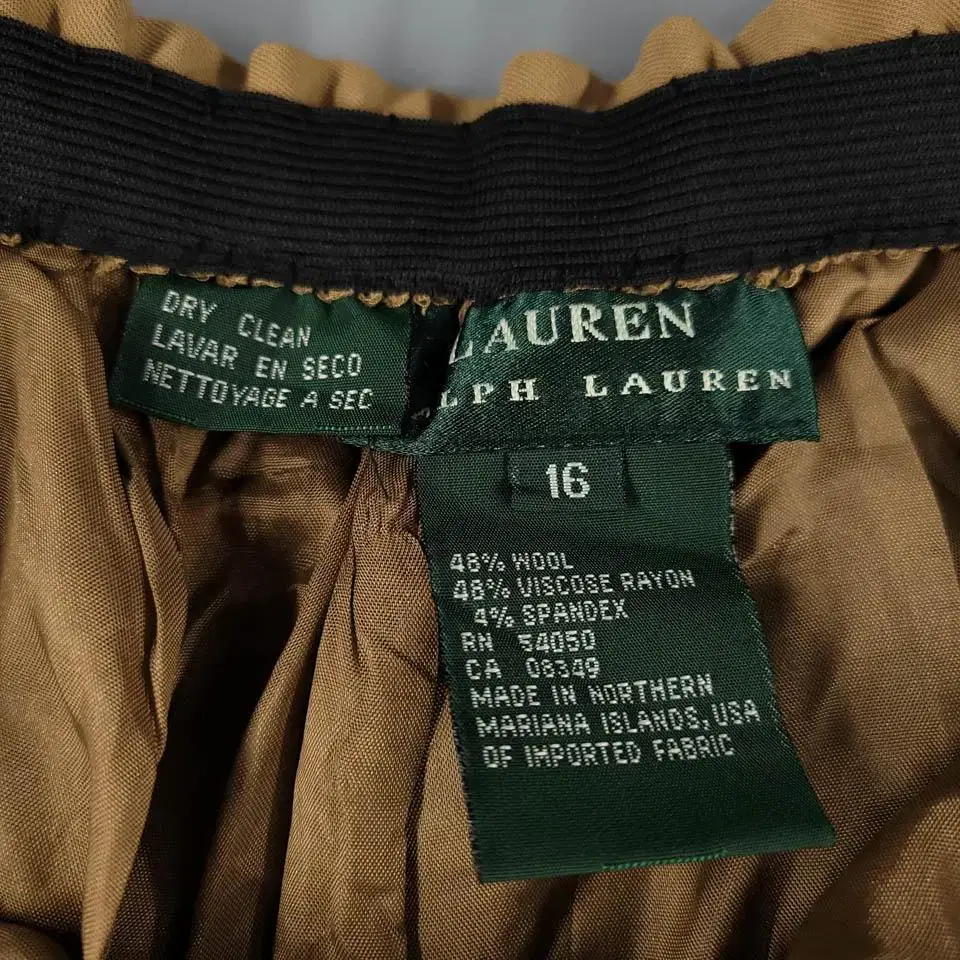 DRY CLEAN
LAVAR EN SECO
NETTOYAGE A SEC
LAUREN
LPH LAUREN
16
48% WOOL
48% VISCOSE RAYON
4% SPANDEX
RN 54050
CA 08349
MADE IN NORTHERN
MARIANA ISLANDS, USA
OF IMPORTED FABRIC